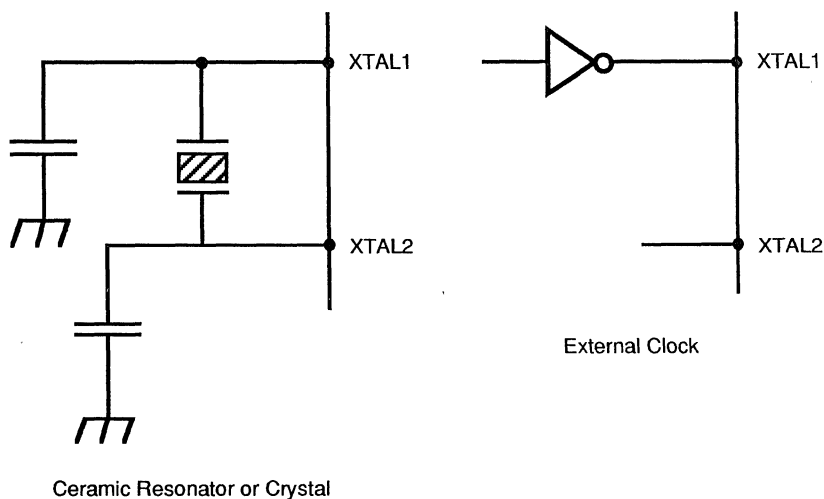 XTAL1
XTAL2
Ceramic Resonator or Crystal
XTAL1
XTAL2
External Clock